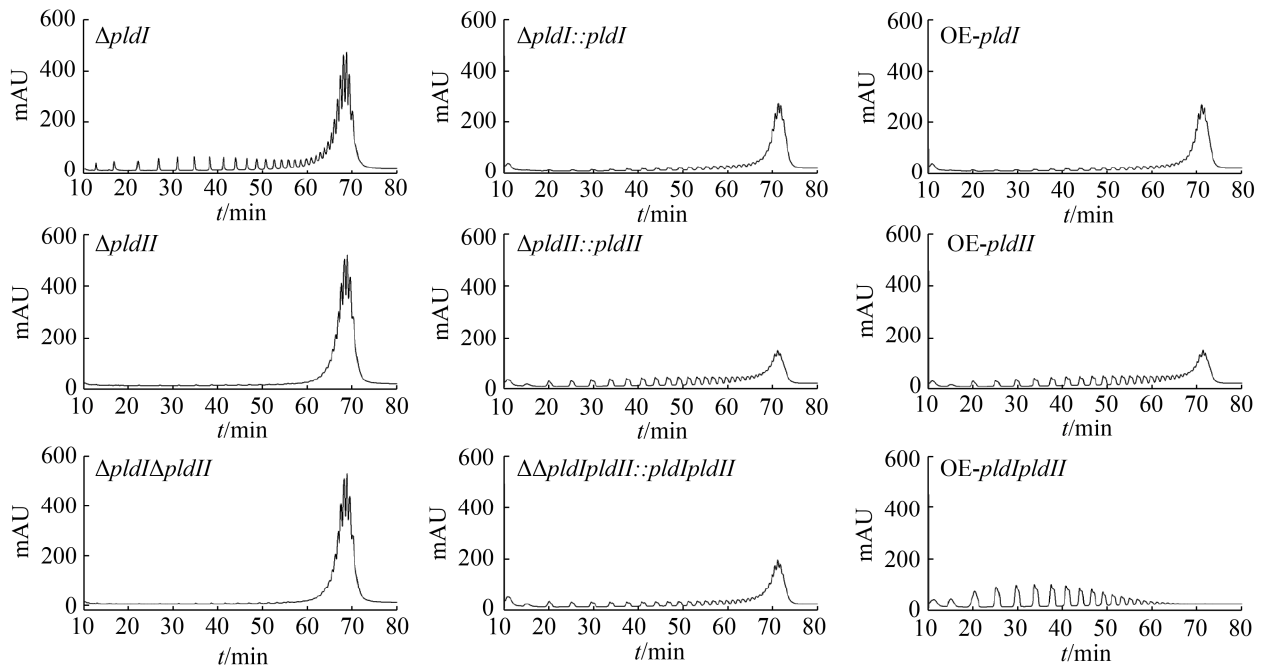 600
ΔpldI
400
mAU
200
0
10 20 30 40 50 60 70 80
t/min
600
ΔpldI::pldI
400
mAU
200
0
10 20 30 40 50 60 70 80
t/min
600
OE-pldI
400
mAU
200
0
10 20 30 40 50 60 70 80
t/min
600
ΔpldII
400
mAU
200
0
10 20 30 40 50 60 70 80
t/min
600
ΔpldII::pldII
400
mAU
200
0
10 20 30 40 50 60 70 80
t/min
600
OE-pldII
400
mAU
200
0
10 20 30 40 50 60 70 80
t/min
600
ΔpldIΔpldII
400
mAU
200
0
10 20 30 40 50 60 70 80
t/min
600
ΔΔpldIpldII::pldIpldII
400
mAU
200
0
10 20 30 40 50 60 70 80
t/min
600
OE-pldIpldII
400
mAU
200
0
10 20 30 40 50 60 70 80
t/min